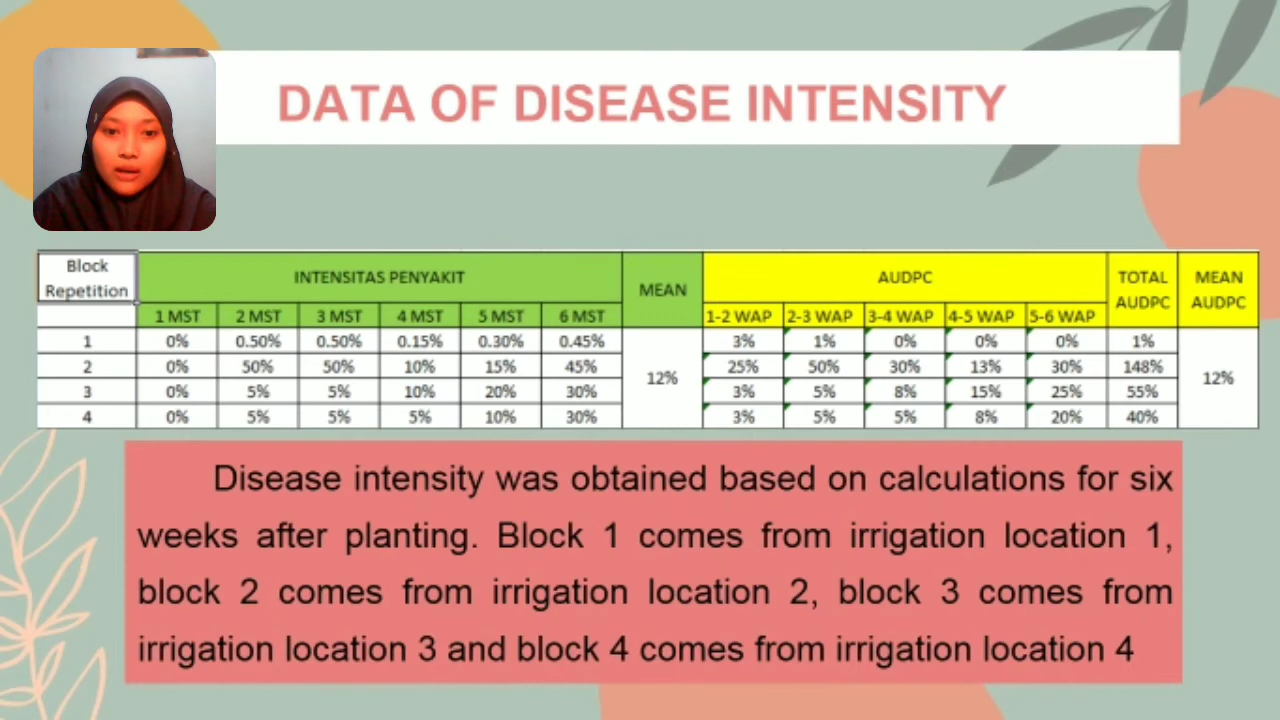 DATA OF DISEASE INTENSITY
Block Repetition INTENSITAS PENYAKIT MEAN AUDPC TOTAL AUDPC MEAN AUDPC
1 MST 2 MST 3 MST 4 MST 5 MST 6 MST 1-2 WAP 2-3 WAP 3-4 WAP 4-5 WAP 5-6 WAP
1 0% 0.50% 0.50% 0.15% 0.30% 0.45% 3% 1% 0% 0% 0% 1%
2 0% 50% 50% 10% 15% 45% 25% 50% 30% 13% 30% 148%
12% 12%
3 0% 5% 5% 10% 20% 30% 3% 5% 8% 15% 25% 55%
4 0% 5% 5% 5% 10% 30% 3% 5% 5% 8% 20% 40%
Disease intensity was obtained based on calculations for six
weeks after planting. Block 1 comes from irrigation location 1,
block 2 comes from irrigation location 2, block 3 comes from
irrigation location 3 and block 4 comes from irrigation location 4